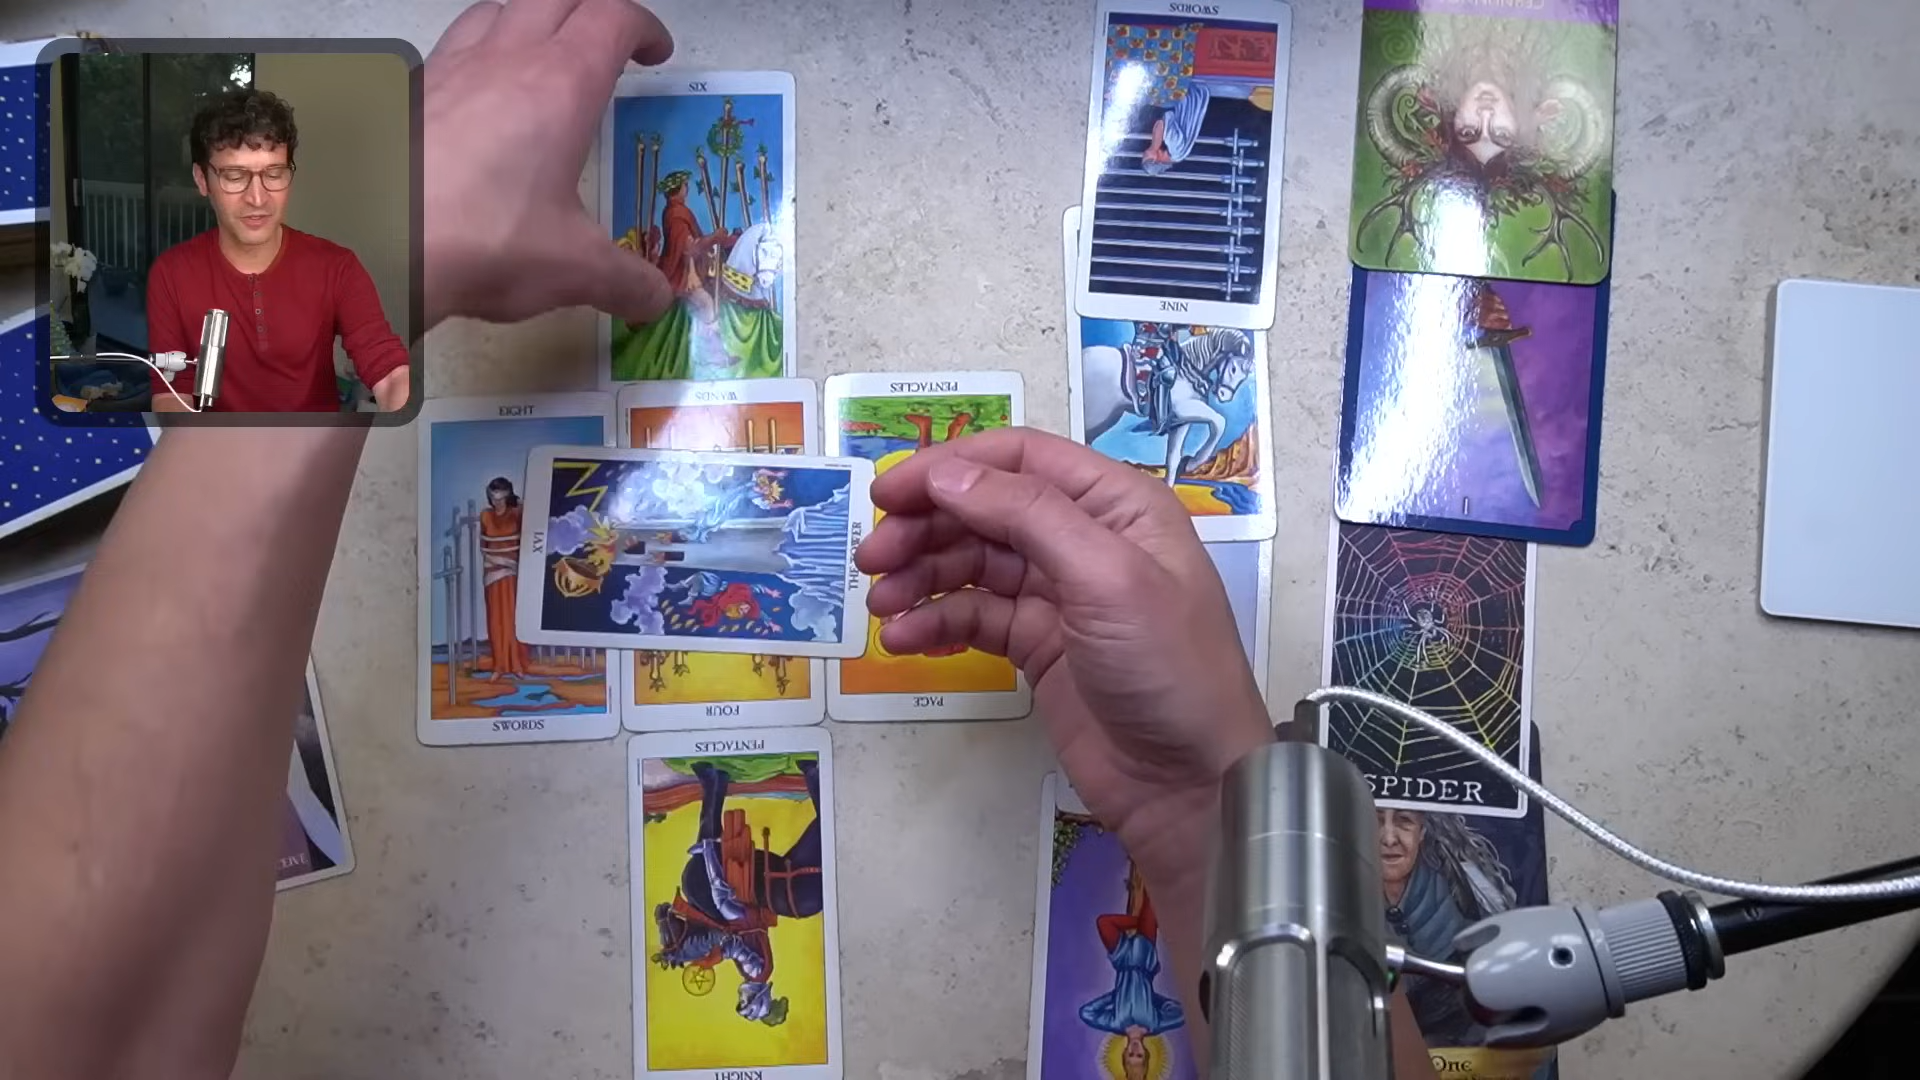 SWORDS
NINE
SIX
I
EIGHT
SWORDS
WANDS
FOUR
PENTACLES
PAGE
XVI
THE TOWER
PENTACLES
KNIGHT
SPIDER
One